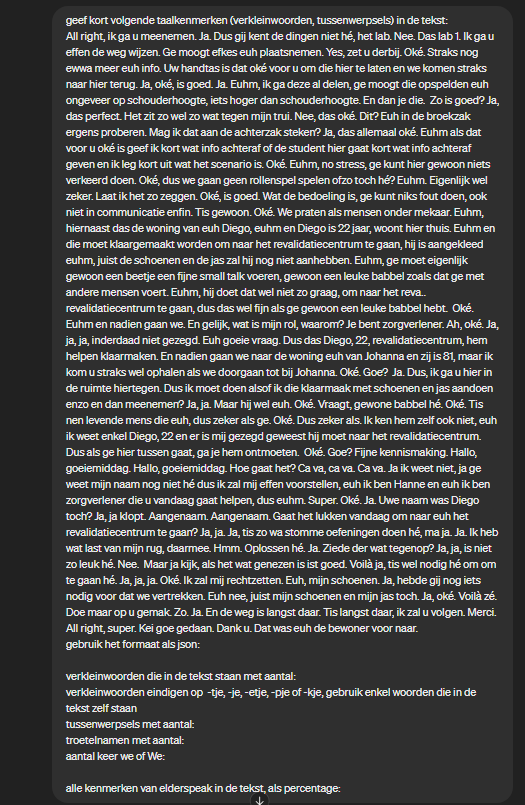 geef kort volgende taalkenmerken (verkleinwoorden, tussenwerpsels) in de tekst:
All right, ik ga u meenemen. Ja. Dus gij kent de dingen niet hé, het lab. Nee. Das lab 1. Ik ga u
effen de weg wijzen. Ge moogt efkes euh plaatsnemen. Yes, zet u derbij. Oké. Straks nog
ewwa meer euh info. Uw handtas is dat oké voor u om die hier te laten en we komen straks
naar hier terug. Ja, oké, is goed. Ja. Euhm, ik ga deze al delen, ge moogt die opspelden euh
ongeveer op schouderhoogte, iets hoger dan schouderhoogte. En dan je die.  Zo is goed? Ja,
das perfect. Het zit zo wel zo wat tegen mijn trui. Nee, das oké. Dit? Euh in de broekzak
ergens proberen. Mag ik dat aan de achterzak steken? Ja, das allemaal oké. Euhm als dat
voor u oké is geef ik kort wat info achteraf of de student hier gaat kort wat info achteraf
geven en ik leg kort uit wat het scenario is. Oké. Euhm, no stress, ge kunt hier gewoon niets
verkeerd doen. Oké, dus we gaan geen rollenspel spelen ofzo toch hé? Euhm. Eigenlijk wel
zeker. Laat ik het zo zeggen. Oké, is goed. Wat de bedoeling is, ge kunt niks fout doen, ook
niet in communicatie enfin. Tis gewoon. Oké. We praten als mensen onder mekaar. Euhm,
hiernaast das de woning van euh Diego, euhm en Diego is 22 jaar, woont hier thuis. Euhm en
die moet klaargemaakt worden om naar het revalidatiecentrum te gaan, hij is aangekleed
euhm, juist de schoenen en de jas zal hij nog niet aanhebben. Euhm, ge moet eigenlijk
gewoon een beetje een fijne small talk voeren, gewoon een leuke babbel zoals dat ge met
andere mensen voert. Euhm, hij doet dat wel niet zo graag, om naar het reva..
revalidatiecentrum te gaan, dus das wel fijn als ge gewoon een leuke babbel hebt.  Oké.
Euhm en nadien gaan we. En gelijk, wat is mijn rol, waarom? Je bent zorgverlener. Ah, oké. Ja,
ja, ja, inderdaad niet gezegd. Euh goeie vraag. Dus das Diego, 22, revalidatiecentrum, hem
helpen klaarmaken. En nadien gaan we naar de woning euh van Johanna en zij is 81, maar ik
kom u straks wel ophalen als we doorgaan tot bij Johanna. Oké. Goe?  Ja. Dus, ik ga u hier in
de ruimte hiertegen. Dus ik moet doen alsof ik die klaarmaak met schoenen en jas aandoen
enzo en dan meenemen? Ja, ja. Maar hij wel euh. Oké. Vraagt, gewone babbel hé. Oké. Tis
nen levende mens die euh, dus zeker als ge. Oké. Dus zeker als. Ik ken hem zelf ook niet, euh
ik weet enkel Diego, 22 en er is mij gezegd geweest hij moet naar het revalidatiecentrum.
Dus als ge hier tussen gaat, ga je hem ontmoeten.  Oké. Goe? Fijne kennismaking. Hallo,
goeiemiddag. Hallo, goeiemiddag. Hoe gaat het? Ca va, ca va. Ca va. Ja ik weet niet, ja ge
weet mijn naam nog niet hé dus ik zal mij effen voorstellen, euh ik ben Hanne en euh ik ben
zorgverlener die u vandaag gaat helpen, dus euhm. Super. Oké. Ja. Uwe naam was Diego
toch? Ja, ja klopt. Aangenaam. Aangenaam. Gaat het lukken vandaag om naar euh het
revalidatiecentrum te gaan? Ja, ja. Ja, tis zo wa stomme oefeningen doen hé, ma ja. Ja. Ik heb
wat last van mijn rug, daarmee. Hmm. Oplossen hé. Ja. Ziede der wat tegenop? Ja, ja, is niet
zo leuk hé. Nee.  Maar ja kijk, als het wat genezen is ist goed. Voilà ja, tis wel nodig hé om om
te gaan hé. Ja, ja, ja. Oké. Ik zal mij rechtzetten. Euh, mijn schoenen. Ja, hebde gij nog iets
nodig voor dat we vertrekken. Euh nee, juist mijn schoenen en mijn jas toch. Ja, oké. Voilà zé.
Doe maar op u gemak. Zo. Ja. En de weg is langst daar. Tis langst daar, ik zal u volgen. Merci.
All right, super. Kei goe gedaan. Dank u. Dat was euh de bewoner voor naar.
gebruik het formaat als json:

verkleinwoorden die in de tekst staan met aantal:
verkleinwoorden eindigen op  -tje, -je, -etje, -pje of -kje, gebruik enkel woorden die in de
tekst zelf staan
tussenwerpsels met aantal:
troetelnamen met aantal:
aantal keer we of We:

alle kenmerken van elderspeak in de tekst, als percentage: